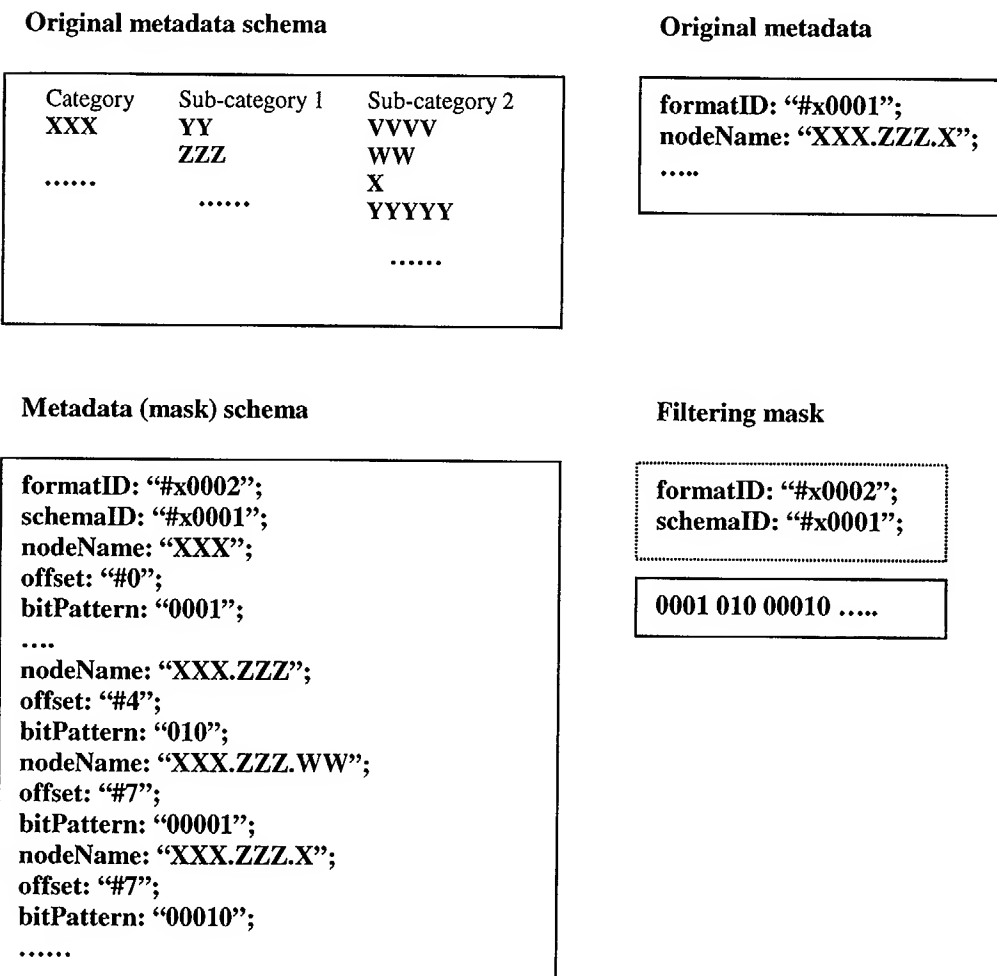 Original metadata schema
Category Sub-category 1 Sub-category 2
XXX YY VVVV
ZZZ WW
...... X
...... YYYYY
......
Original metadata
formatID: “#x0001”;
nodeName: “XXX.ZZZ.X”;
.....
Metadata (mask) schema
formatID: “#x0002”;
schemaID: “#x0001”;
nodeName: “XXX”;
offset: “#0”;
bitPattern: “0001”;
....
nodeName: “XXX.ZZZ”;
offset: “#4”;
bitPattern: “010”;
nodeName: “XXX.ZZZ.WW”;
offset: “#7”;
bitPattern: “00001”;
nodeName: “XXX.ZZZ.X”;
offset: “#7”;
bitPattern: “00010”;
......
Filtering mask
formatID: “#x0002”;
schemaID: “#x0001”;
0001 010 00010 .....